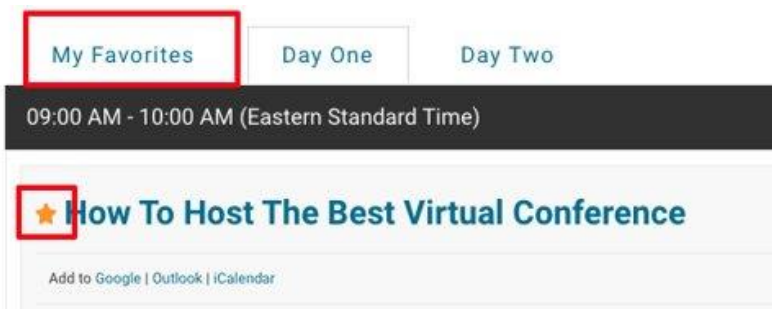 My Favorites Day One Day Two
09:00 AM - 10:00 AM (Eastern Standard Time)
How To Host The Best Virtual Conference
Add to Google | Outlook | iCalendar